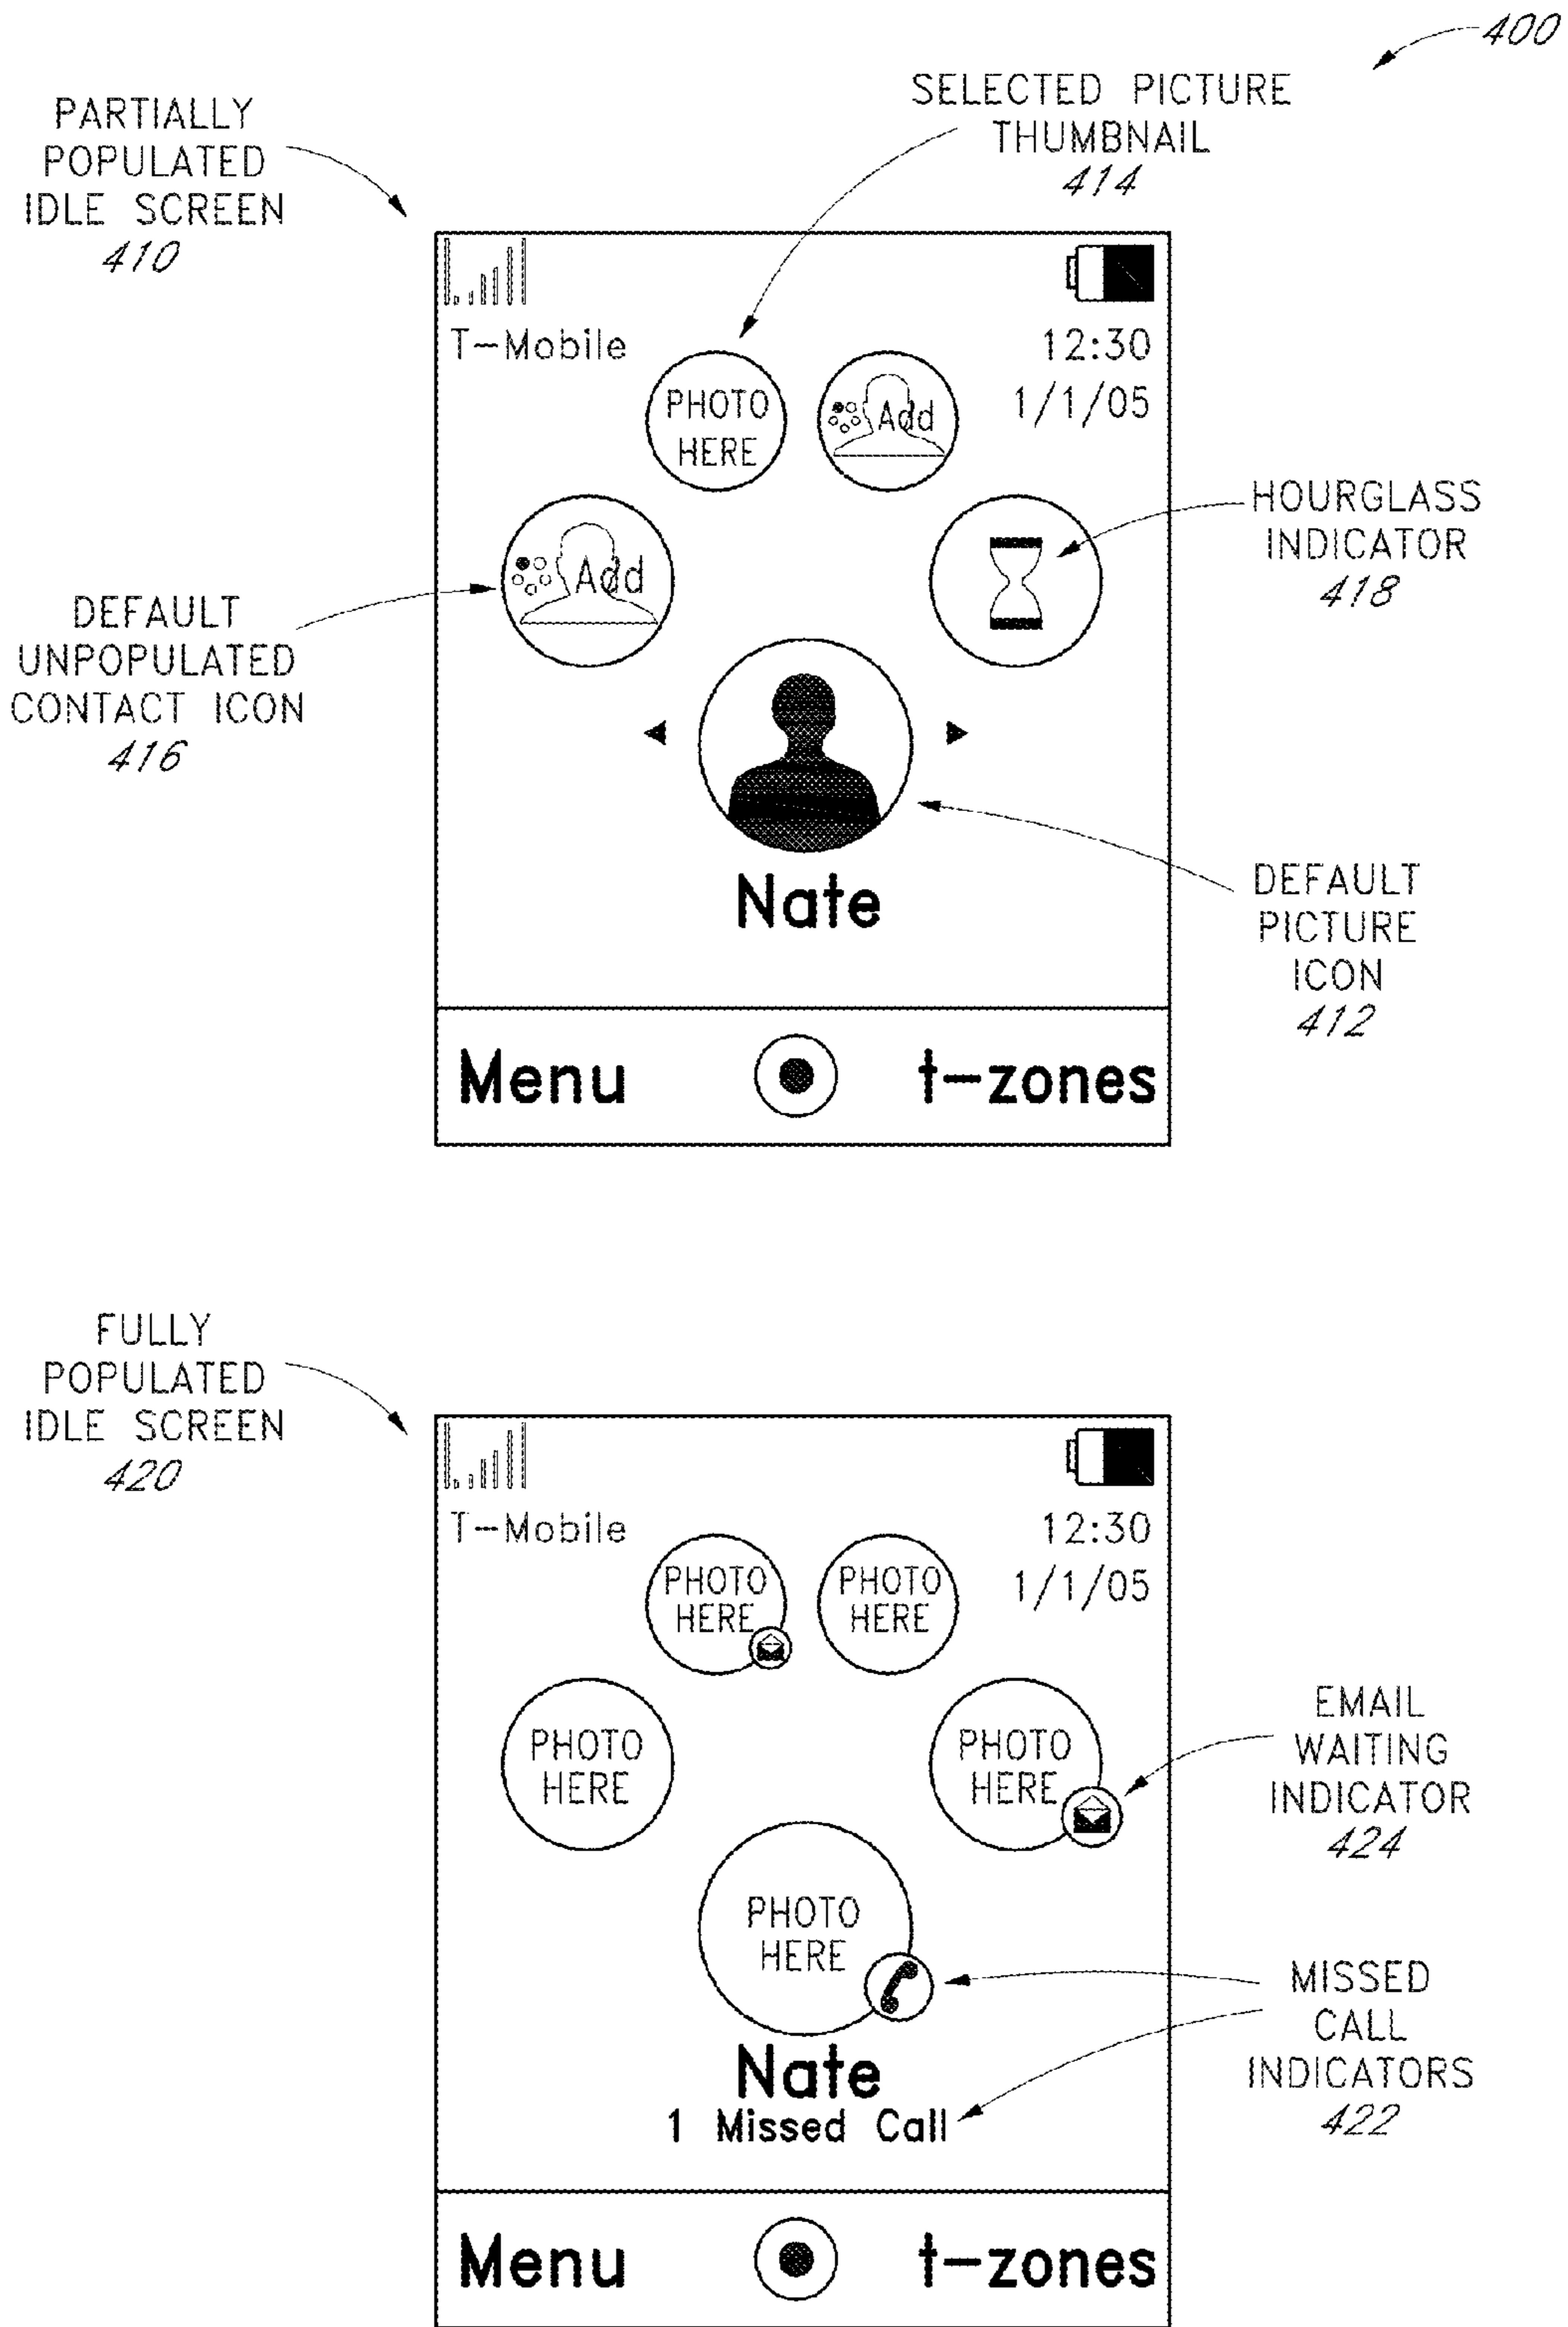 400
SELECTED PICTURE
THUMBNAIL
414
PARTIALLY
POPULATED
IDLE SCREEN
410
T-Mobile
12:30
1/1/05
PHOTO
HERE
Add
Add
HOURGLASS
INDICATOR
418
DEFAULT
UNPOPULATED
CONTACT ICON
416
Nate
DEFAULT
PICTURE
ICON
412
Menu
t-zones
FULLY
POPULATED
IDLE SCREEN
420
T-Mobile
12:30
1/1/05
PHOTO
HERE
PHOTO
HERE
PHOTO
HERE
PHOTO
HERE
EMAIL
WAITING
INDICATOR
424
PHOTO
HERE
MISSED
CALL
INDICATORS
422
Nate
1 Missed Call
Menu
t-zones